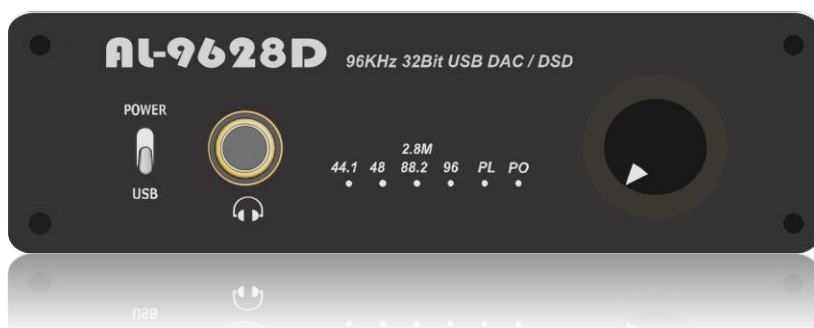 AL-9628D 96KHz 32Bit USB DAC / DSD
POWER
USB
2.8M
44.1 48 88.2 96 PL PO